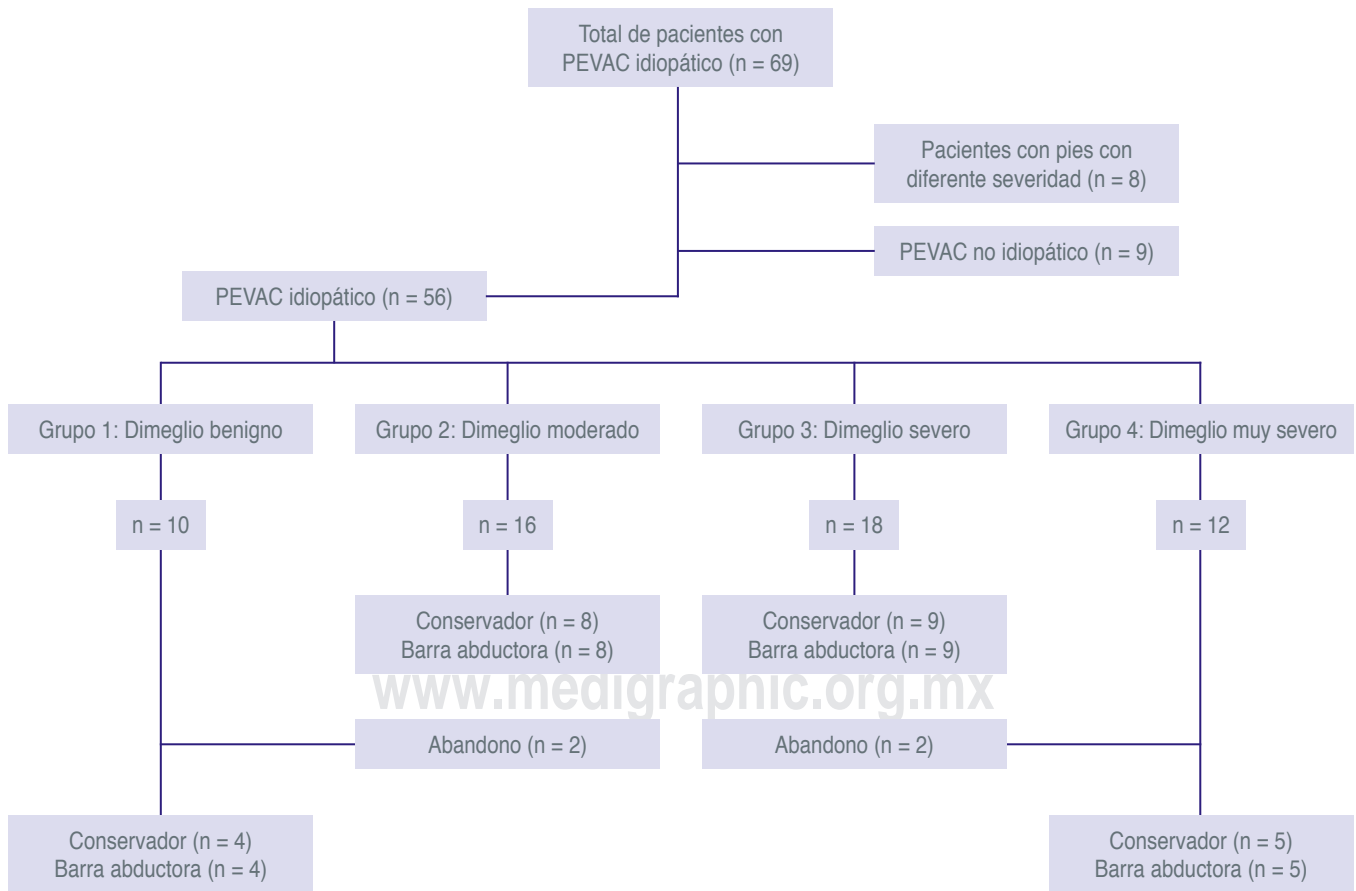 Total de pacientes con
PEVAC idiopático (n = 69)
Pacientes con pies con
diferente severidad (n = 8)
PEVAC no idiopático (n = 9)
PEVAC idiopático (n = 56)
Grupo 1: Dimeglio benigno
Grupo 2: Dimeglio moderado
Grupo 3: Dimeglio severo
Grupo 4: Dimeglio muy severo
n = 10
n = 16
n = 18
n = 12
Conservador (n = 8)
Barra abductora (n = 8)
Conservador (n = 9)
Barra abductora (n = 9)
www.medigraphic.org.mx
Abandono (n = 2)
Abandono (n = 2)
Conservador (n = 4)
Barra abductora (n = 4)
Conservador (n = 5)
Barra abductora (n = 5)